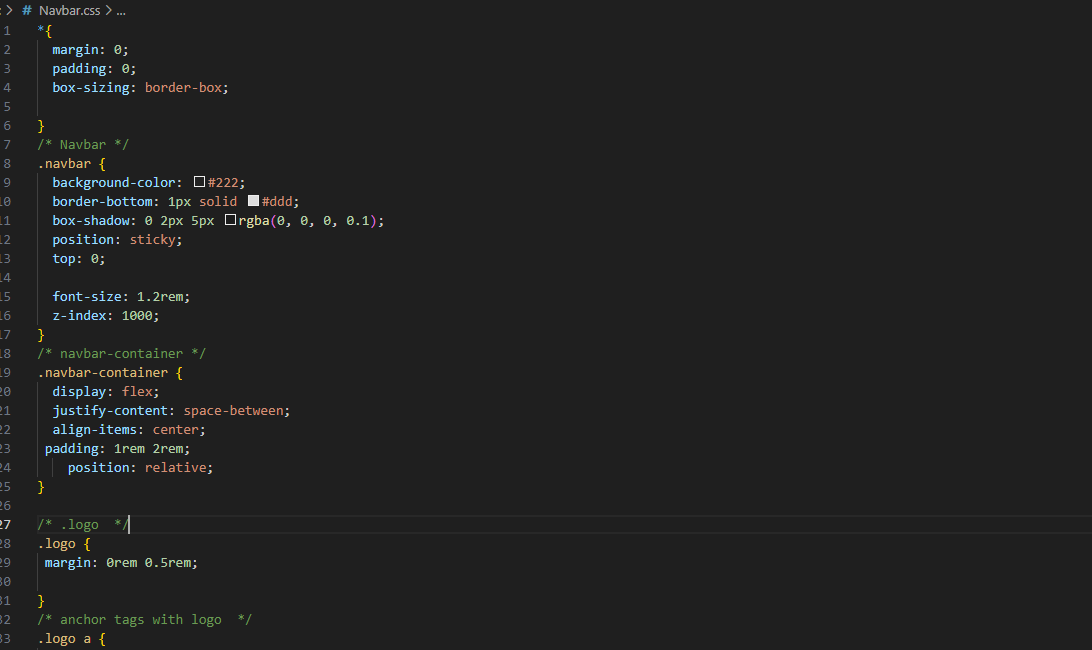 > # Navbar.css > ...
1 *{
2 margin: 0;
3 padding: 0;
4 box-sizing: border-box;
5
6 }
7 /* Navbar */
8 .navbar {
9 background-color: #222;
10 border-bottom: 1px solid #ddd;
11 box-shadow: 0 2px 5px rgba(0, 0, 0, 0.1);
12 position: sticky;
13 top: 0;
14
15 font-size: 1.2rem;
16 z-index: 1000;
17 }
18 /* navbar-container */
19 .navbar-container {
20 display: flex;
21 justify-content: space-between;
22 align-items: center;
23 padding: 1rem 2rem;
24 position: relative;
25 }
26
27 /* .logo  */
28 .logo {
29 margin: 0rem 0.5rem;
30
31 }
32 /* anchor tags with logo  */
33 .logo a {